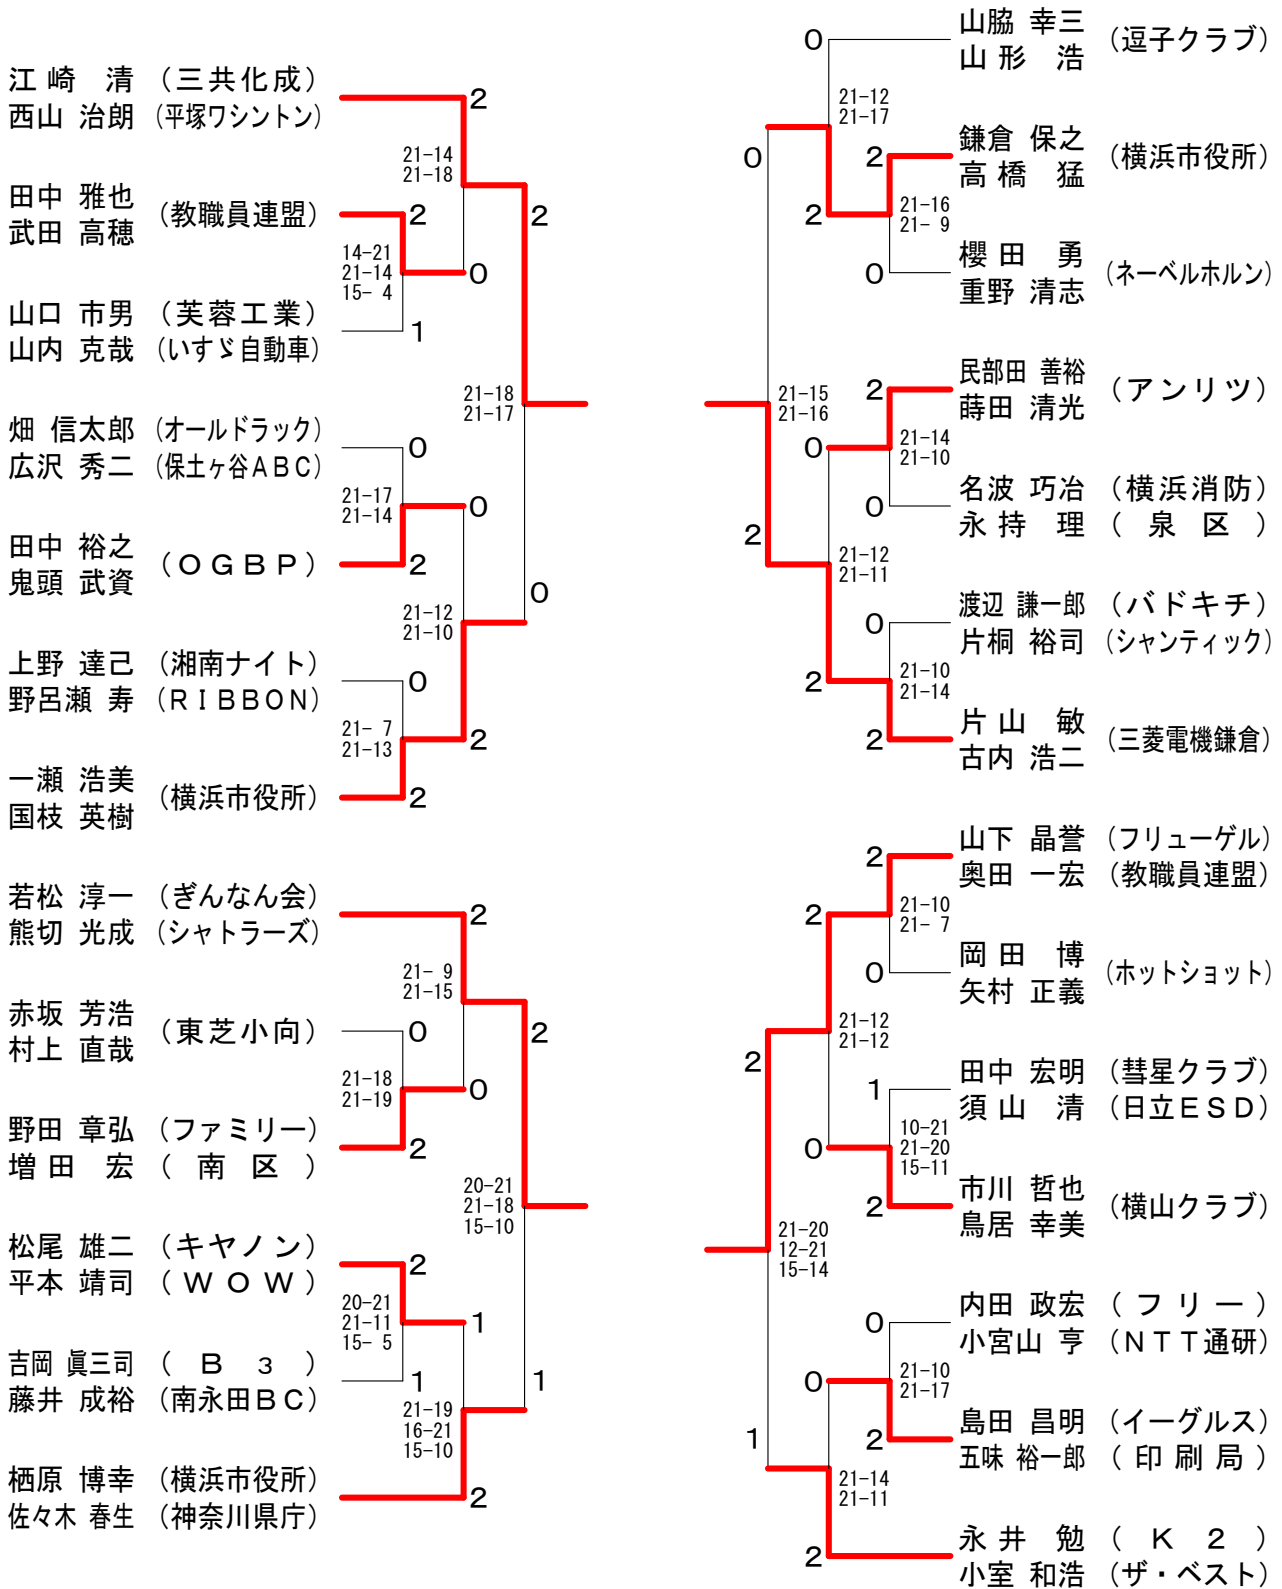 江崎 清 (三共化成)
西山 治朗 (平塚ワシントン)
2
21-14
21-18
田中 雅也
武田 高穂
(教職員連盟)
2
2
14-21
21-14
15- 4
0
山口 市男 (芙蓉工業)
山内 克哉 (いすゞ自動車)
1
21-18
21-17
畑 信太郎 (オールドラック)
広沢 秀二 (保土ヶ谷ABC)
0
21-17
21-14
0
田中 裕之
鬼頭 武資
(OGBP)
2
0
21-12
21-10
上野 達己 (湘南ナイト)
野呂瀬 寿 (RIBBON)
0
21- 7
21-13
2
一瀬 浩美
国枝 英樹
(横浜市役所)
2
若松 淳一 (ぎんなん会)
熊切 光成 (シャトラーズ)
2
21- 9
21-15
赤坂 芳浩
村上 直哉
(東芝小向)
0
2
21-18
21-19
0
野田 章弘 (ファミリー)
増田 宏 (南区)
2
20-21
21-18
15-10
松尾 雄二 (キヤノン)
平本 靖司 (WOW)
2
20-21
21-11
15- 5
1
吉岡 眞三司 (B3)
藤井 成裕 (南永田BC)
1
1
21-19
16-21
15-10
栖原 博幸 (横浜市役所)
佐々木 春生 (神奈川県庁)
2
0
山脇 幸三
山形 浩
(逗子クラブ)
21-12
21-17
0
2
鎌倉 保之
高橋 猛
(横浜市役所)
2
21-16
21- 9
0
櫻田 勇
重野 清志
(ネーベルホルン)
21-15
21-16
2
民部田 善裕
蒔田 清光
(アンリツ)
0
21-14
21-10
0
名波 巧冶 (横浜消防)
永持 理 (泉区)
2
21-12
21-11
0
渡辺 謙一郎 (バドキチ)
片桐 裕司 (シャンティック)
2
21-10
21-14
2
片山 敏
古内 浩二
(三菱電機鎌倉)
2
山下 晶誉 (フリューゲル)
奥田 一宏 (教職員連盟)
2
21-10
21- 7
0
岡田 博
矢村 正義
(ホットショット)
21-12
21-12
2
1
田中 宏明 (彗星クラブ)
須山 清 (日立ESD)
0
10-21
21-20
15-11
2
市川 哲也
鳥居 幸美
(横山クラブ)
21-20
12-21
15-14
0
内田 政宏 (フリー)
小宮山 亨 (NTT通研)
0
21-10
21-17
2
島田 昌明 (イーグルス)
五味 裕一郎 (印刷局)
1
21-14
21-11
2
永井 勉 (K2)
小室 和浩 (ザ・ベスト)